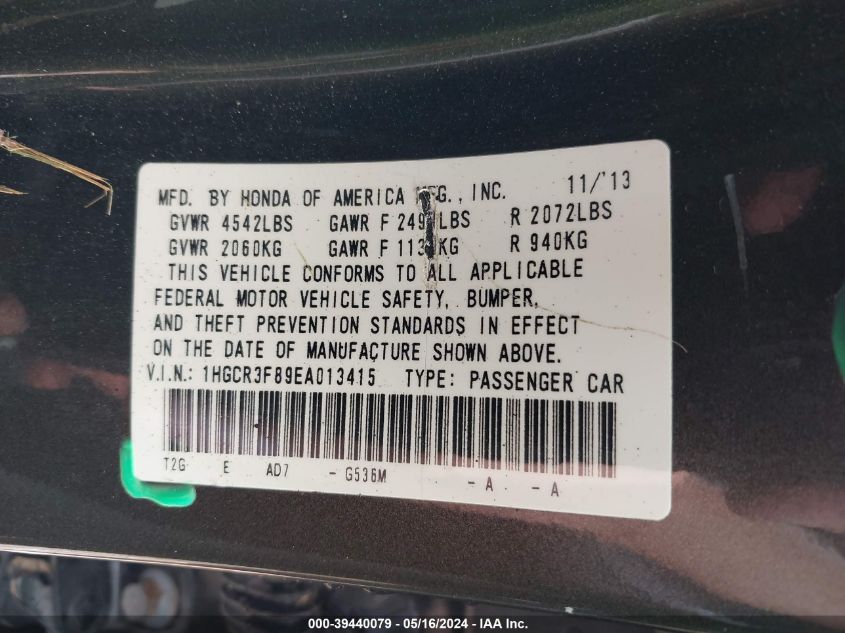 MFD. BY HONDA OF AMERICA MFG., INC. 11/'13
GVWR 4542LBS GAWR F LBS R 2072LBS
GVWR 2060KG GAWR F KG R 940KG
THIS VEHICLE CONFORMS TO ALL APPLICABLE
FEDERAL MOTOR VEHICLE SAFETY, BUMPER,
AND THEFT PREVENTION STANDARDS IN EFFECT
ON THE DATE OF MANUFACTURE SHOWN ABOVE.
V.I.N.: 1HGCR3F89EA013415 TYPE: PASSENGER CAR
T2G E AD7 - G536M - A - A
000-39440079 - 05/16/2024 - IAA Inc.